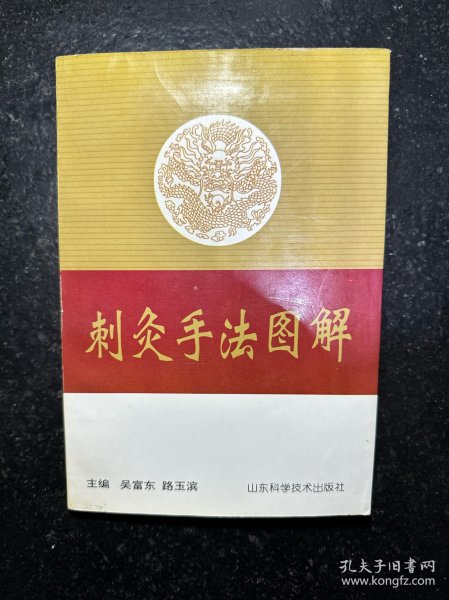 刺灸手法图解
主编 吴富东 路玉滨 山东科学技术出版社
孔夫子旧书网
www.kongfz.com